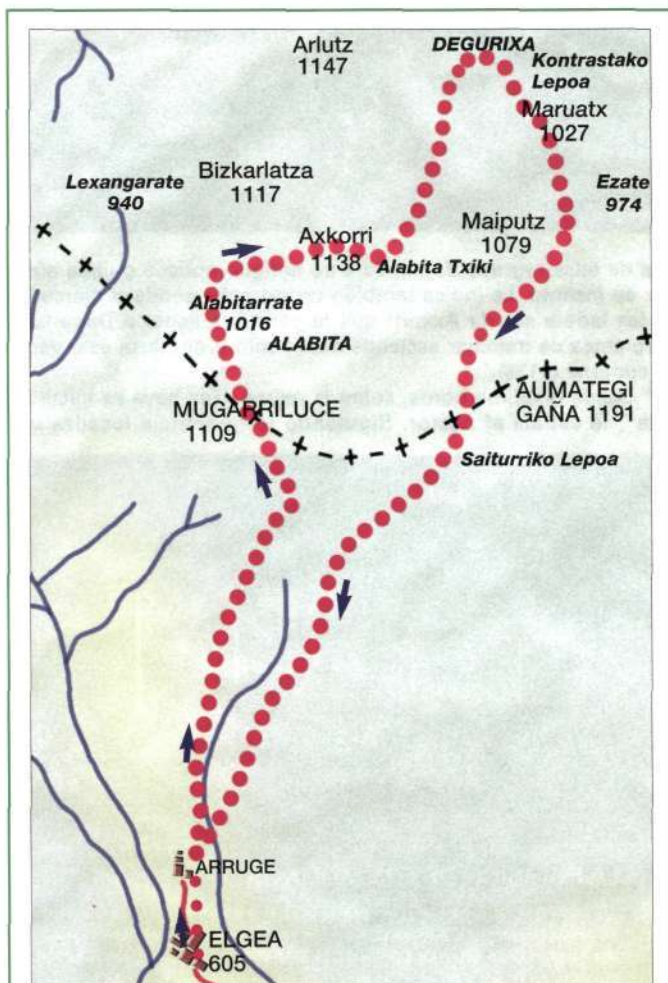 Arlutz
1147
DEGURIXA
Kontrastako
Lepoa
Maruatx
1027
Bizkarlatza
1117
Lexangarate
940
Ezate
974
Axkorri
1138
Maiputz
1079
Alabita Txiki
Alabitarrate
1016
ALABITA
MUGARRILUCE
1109
AUMATEGI
GAÑA 1191
Saiturriko Lepoa
ARRUGE
ELGEA
605